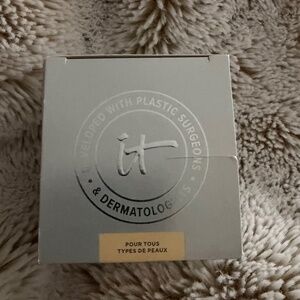 DEVELOPED WITH PLASTIC SURGEONS
& DERMATOLOGISTS
it
POUR TOUS
TYPES DE PEAUX